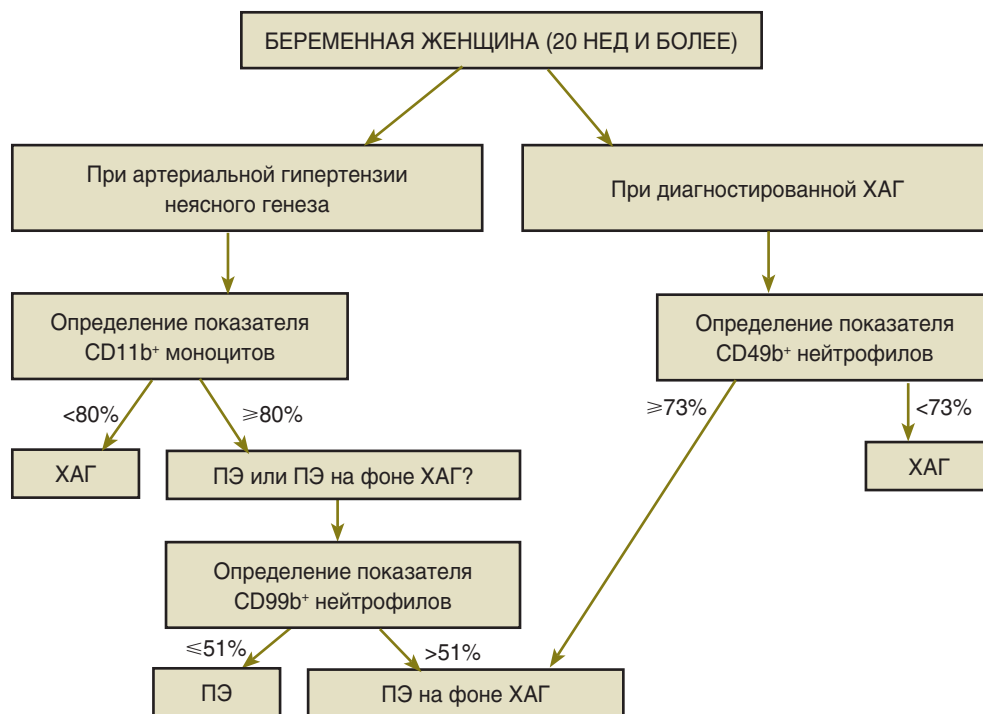 БЕРЕМЕННАЯ ЖЕНЩИНА (20 НЕД И БОЛЕЕ)
При артериальной гипертензии
неясного генеза
При диагностированной ХАГ
Определение показателя
CD11b⁺ моноцитов
Определение показателя
CD49b⁺ нейтрофилов
<80%
⩾80%
⩾73%
<73%
ХАГ
ПЭ или ПЭ на фоне ХАГ?
ХАГ
Определение показателя
CD99b⁺ нейтрофилов
⩽51%
>51%
ПЭ
ПЭ на фоне ХАГ